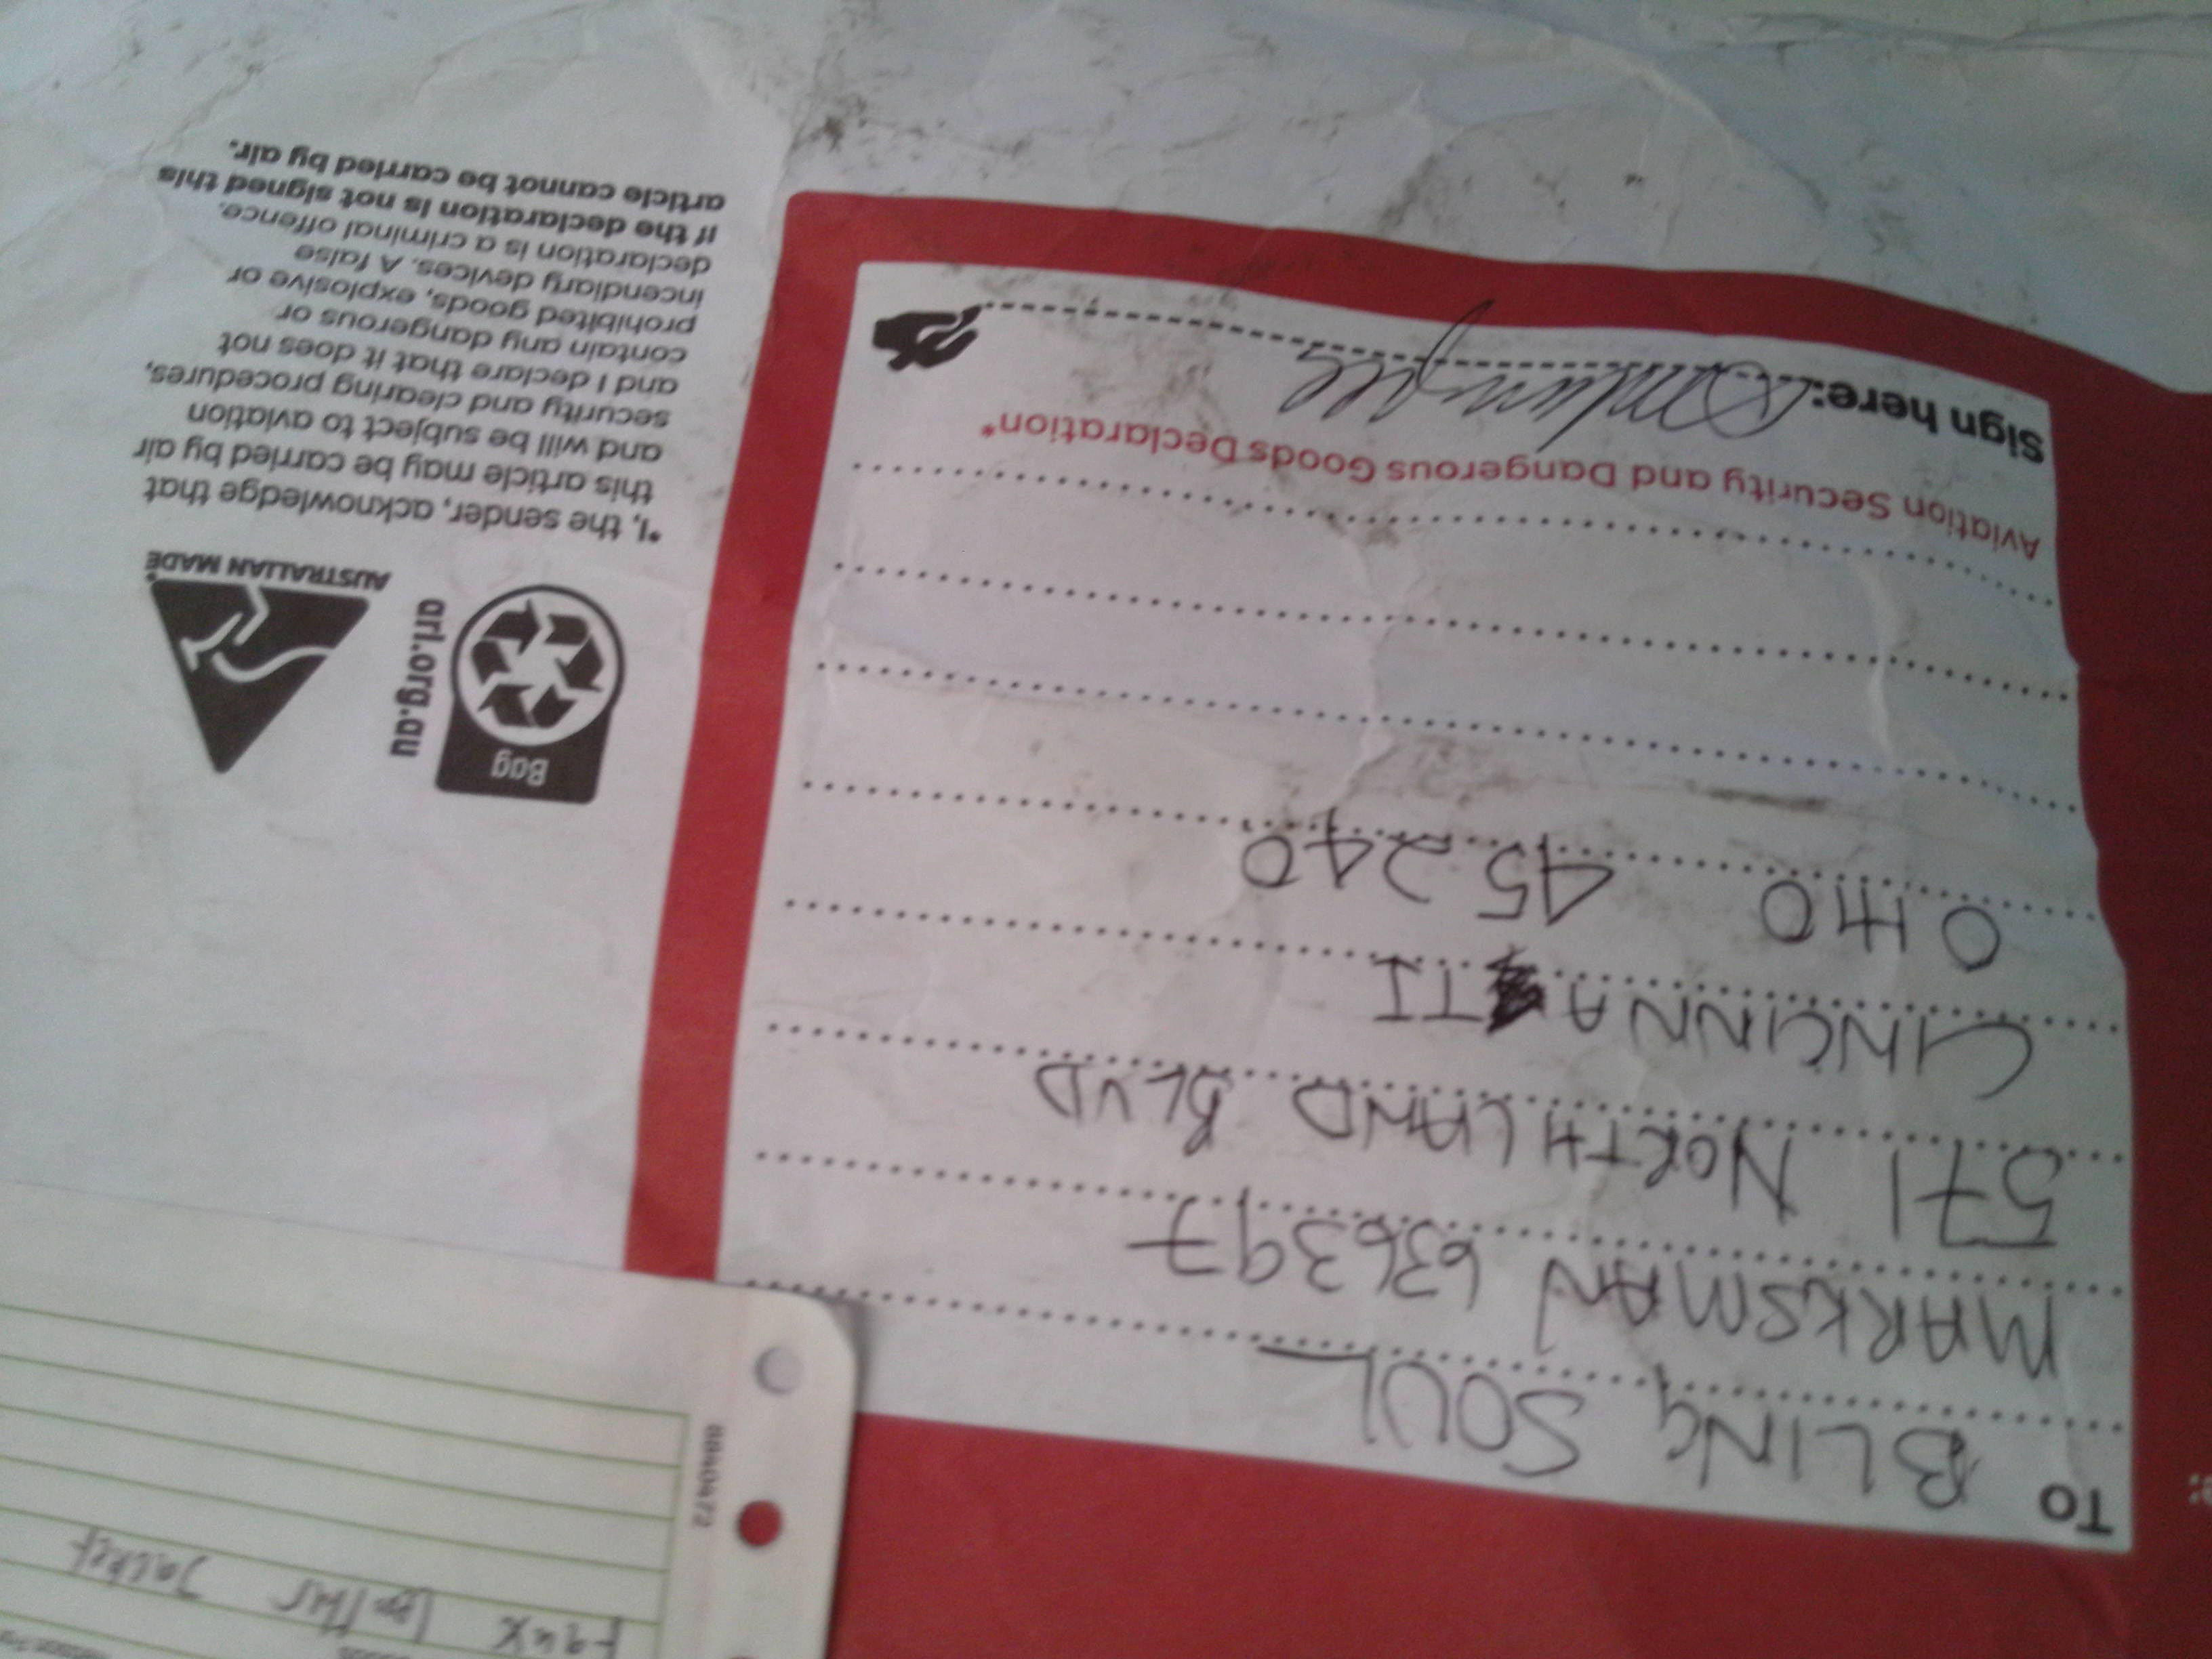 TO BLING SOUL
MARKSMAN 636397
571 NORTHLAND BLVD
CINCINNATI
OHIO 45240
Aviation Security and Dangerous Goods Declaration*
Sign here:
Bag
arl.org.au
AUSTRALIAN MADE
*I, the sender, acknowledge that
this article may be carried by air
and will be subject to aviation
security and clearing procedures,
and I declare that it does not
contain any dangerous or
prohibited goods, explosive or
incendiary devices. A false
declaration is a criminal offence.
If the declaration is not signed this
article cannot be carried by air.
Faux